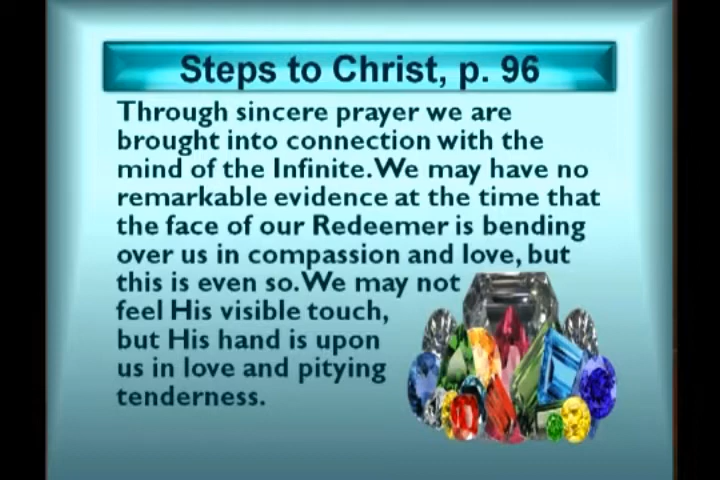 Steps to Christ, p. 96
Through sincere prayer we are
brought into connection with the
mind of the Infinite. We may have no
remarkable evidence at the time that
the face of our Redeemer is bending
over us in compassion and love, but
this is even so. We may not
feel His visible touch,
but His hand is upon
us in love and pitying
tenderness.